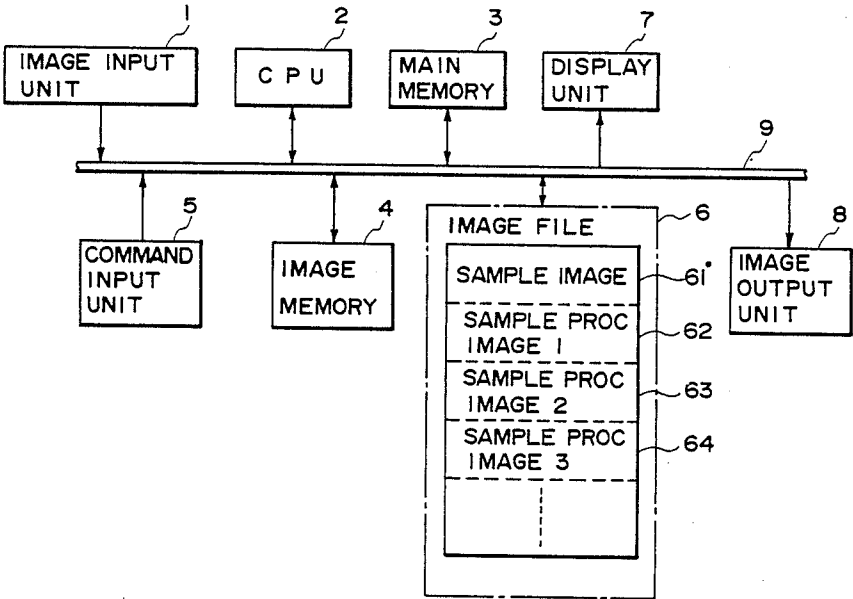 1
2
3
7
IMAGE INPUT
UNIT
CPU
MAIN
MEMORY
DISPLAY
UNIT
9
5
4
6
8
COMMAND
INPUT
UNIT
IMAGE
MEMORY
IMAGE FILE
SAMPLE IMAGE
61
SAMPLE PROC
IMAGE 1
62
SAMPLE PROC
IMAGE 2
63
SAMPLE PROC
IMAGE 3
64
IMAGE
OUTPUT
UNIT